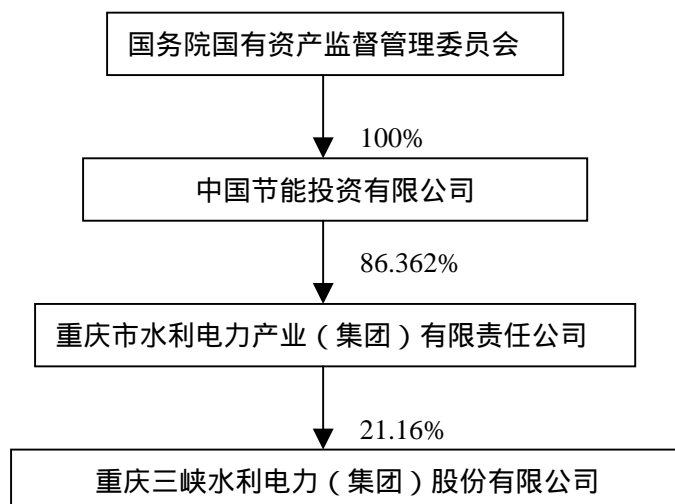 国务院国有资产监督管理委员会
100%
中国节能投资有限公司
86.362%
重庆市水利电力产业（集团）有限责任公司
21.16%
重庆三峡水利电力（集团）股份有限公司